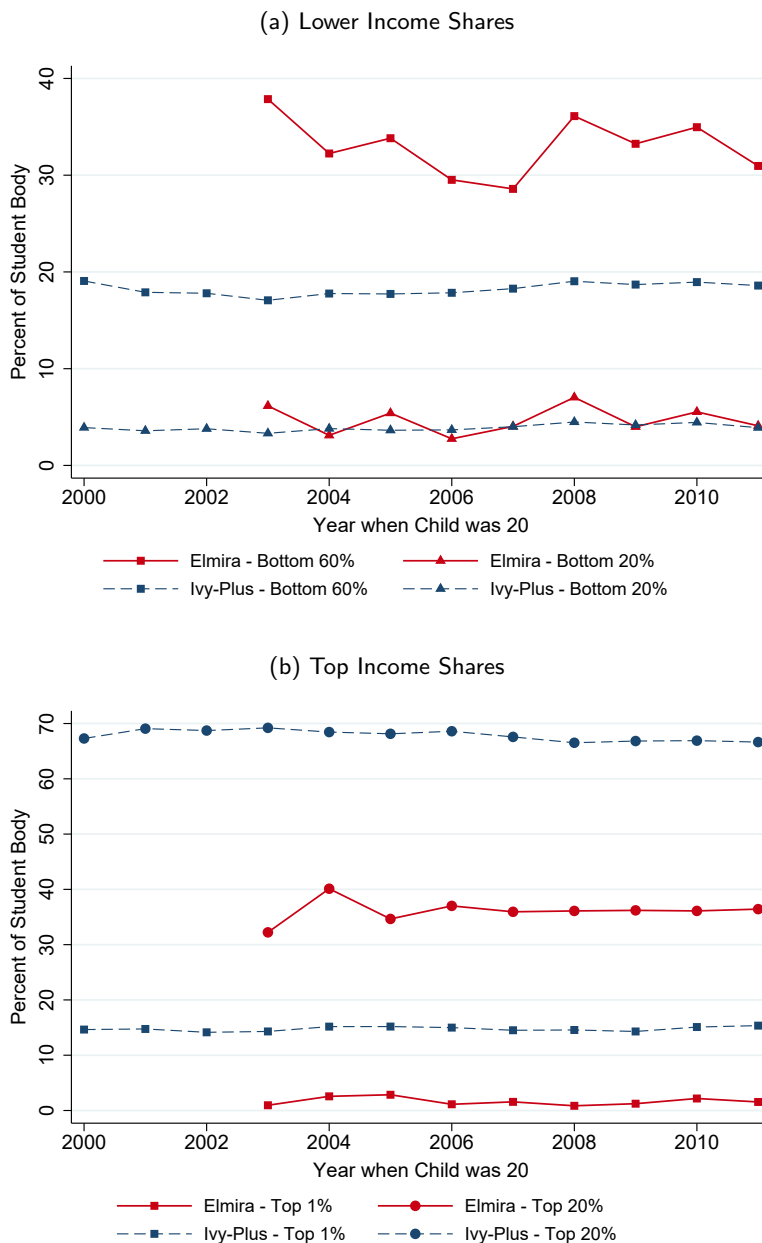 (a) Lower Income Shares
Percent of Student Body
40
30
20
10
0
2000 2002 2004 2006 2008 2010
Year when Child was 20
Elmira - Bottom 60% Elmira - Bottom 20%
Ivy-Plus - Bottom 60% Ivy-Plus - Bottom 20%
(b) Top Income Shares
Percent of Student Body
70
60
50
40
30
20
10
0
2000 2002 2004 2006 2008 2010
Year when Child was 20
Elmira - Top 1% Elmira - Top 20%
Ivy-Plus - Top 1% Ivy-Plus - Top 20%